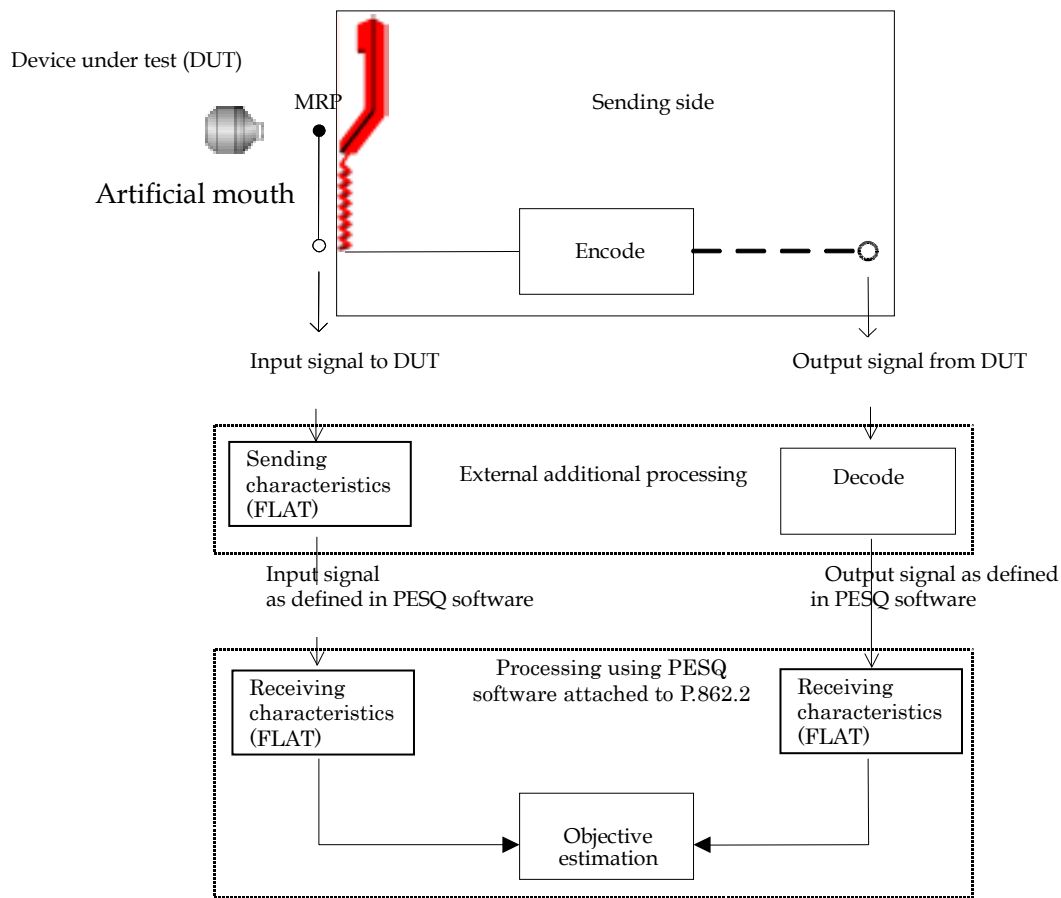 Device under test (DUT)
MRP
Sending side
Artificial mouth
Encode
Input signal to DUT
Output signal from DUT
Sending
characteristics
(FLAT)
External additional processing
Decode
Input signal
as defined in PESQ software
Output signal as defined
in PESQ software
Processing using PESQ
software attached to P.862.2
Receiving
characteristics
(FLAT)
Receiving
characteristics
(FLAT)
Objective
estimation